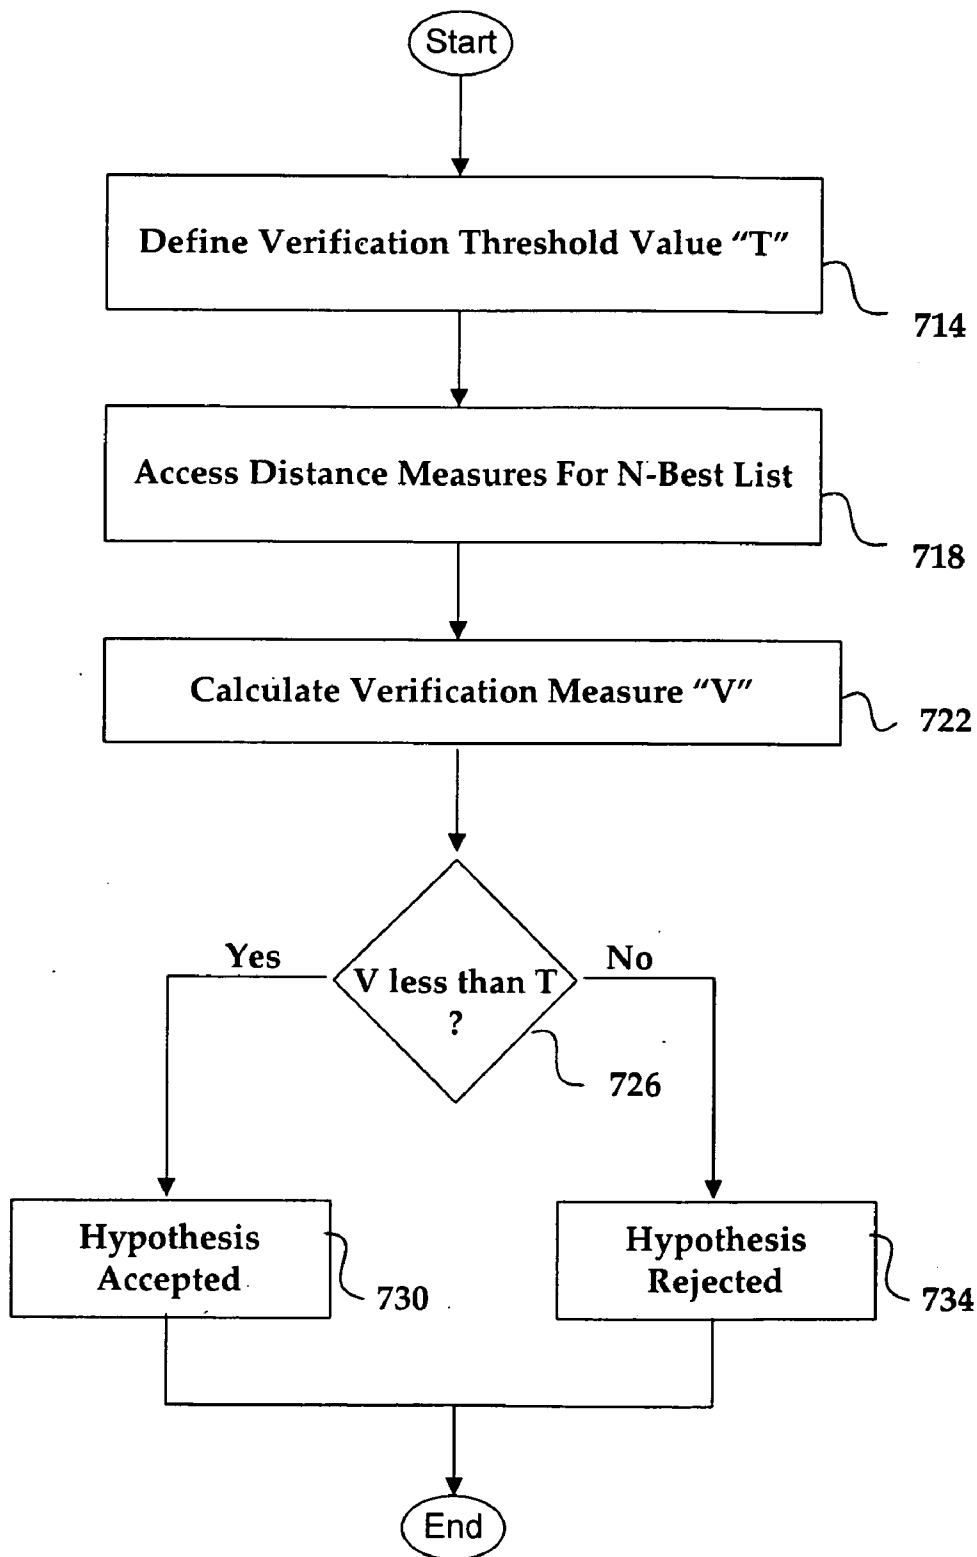 Start
Define Verification Threshold Value “T”
714
Access Distance Measures For N-Best List
718
Calculate Verification Measure “V”
722
Yes
No
V less than T
?
726
Hypothesis
Accepted
730
Hypothesis
Rejected
734
End